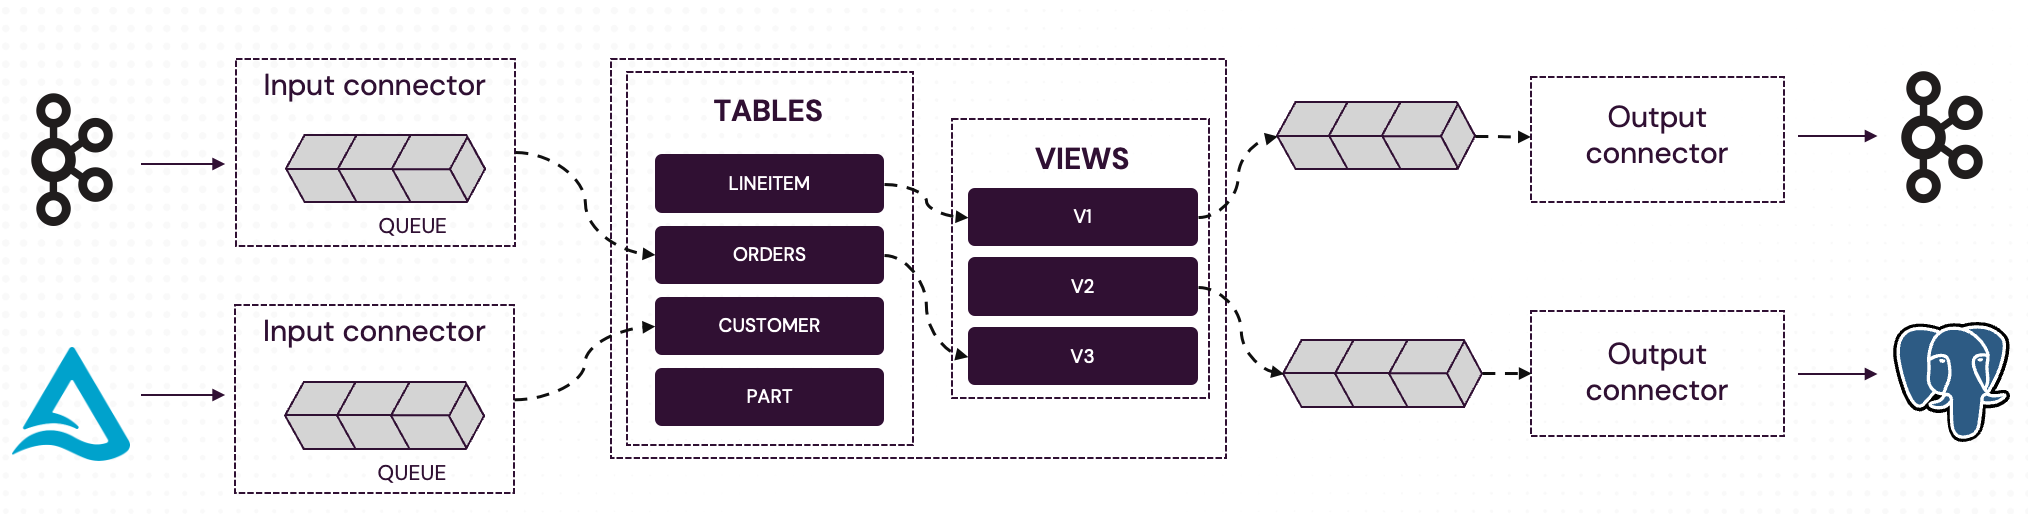 Input connector
QUEUE
Input connector
QUEUE
TABLES
LINEITEM
ORDERS
CUSTOMER
PART
VIEWS
V1
V2
V3
Output
connector
Output
connector